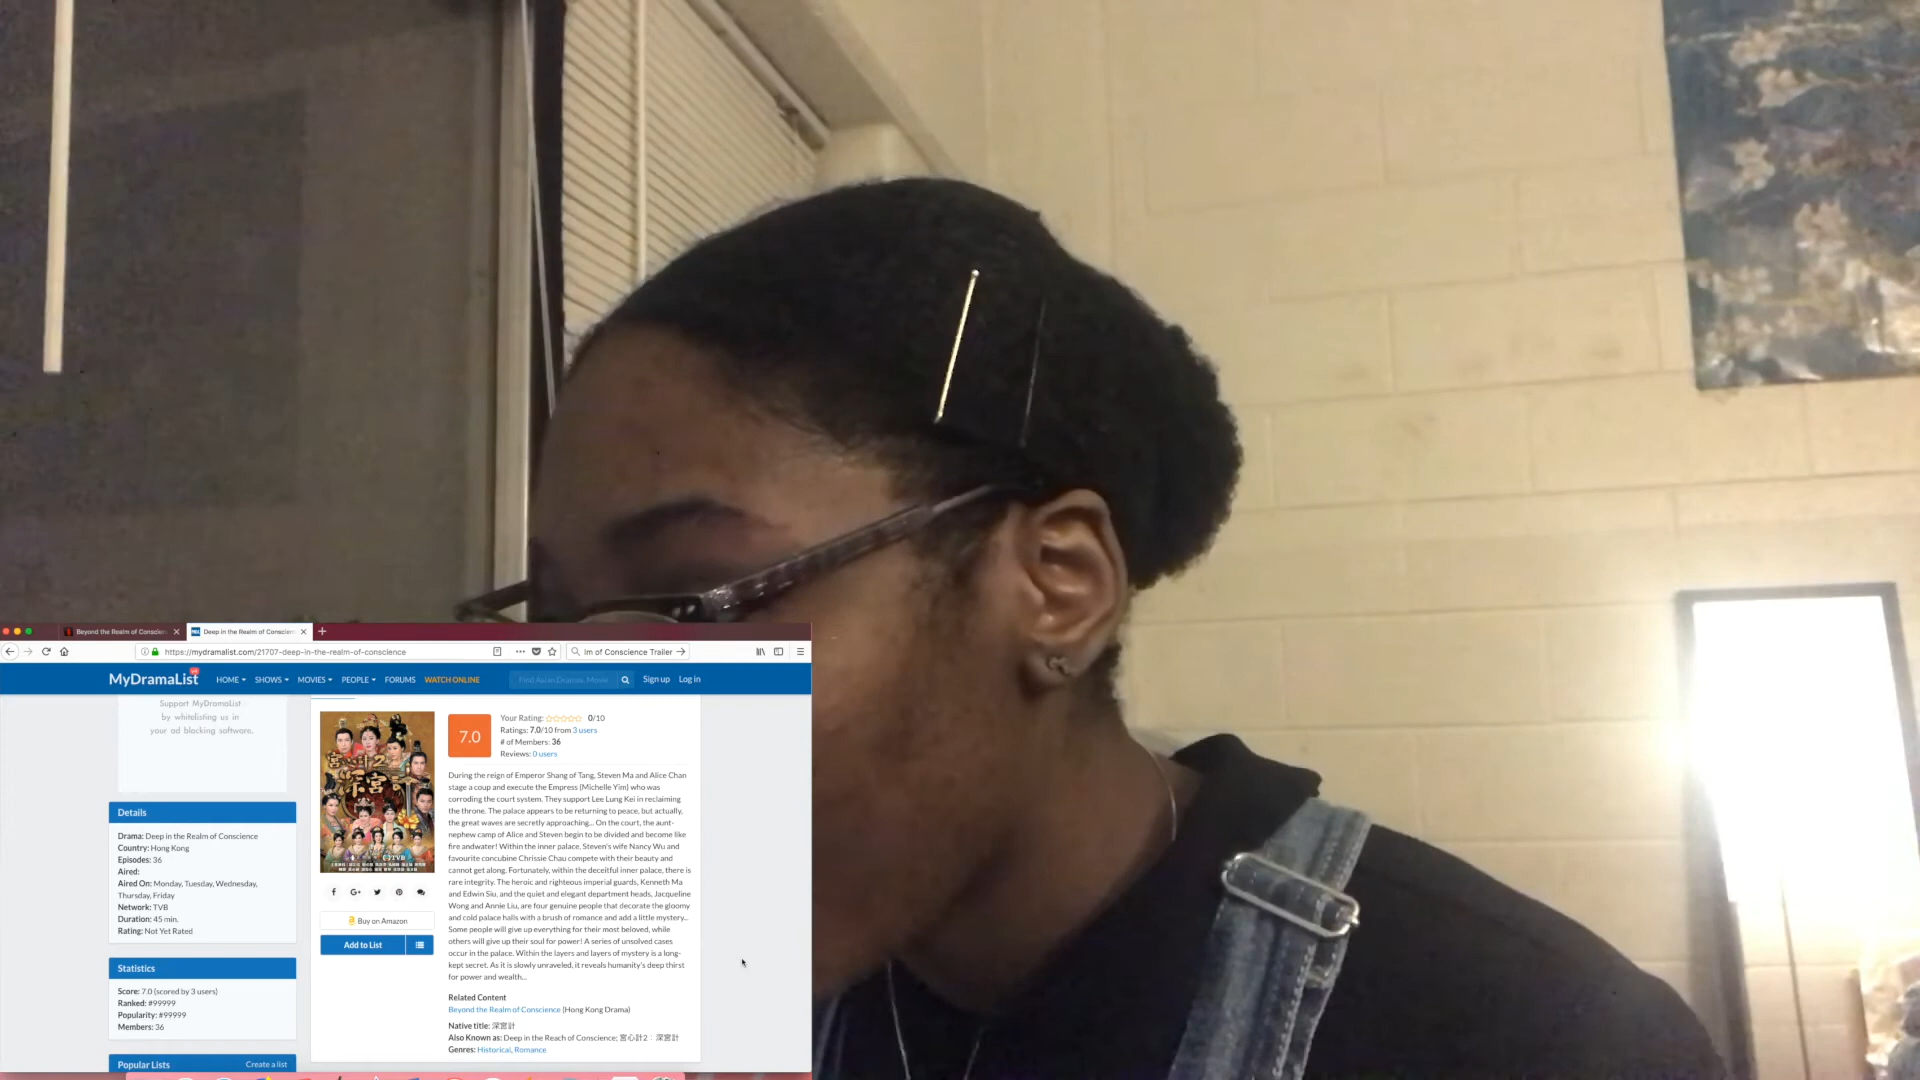 Beyond the Realm of Conscien
Deep in the Realm of Conscien
https://mydramalist.com/21707-deep-in-the-realm-of-conscience
lm of Conscience Trailer
MyDramaList
HOME
SHOWS
MOVIES
PEOPLE
FORUMS
WATCH ONLINE
Find Asian Dramas, Movie
Sign up
Log in
Support MyDramaList
by whitelisting us in
your ad blocking software.
Details
Drama: Deep in the Realm of Conscience
Country: Hong Kong
Episodes: 36
Aired:
Aired On: Monday, Tuesday, Wednesday,
Thursday, Friday
Network: TVB
Duration: 45 min.
Rating: Not Yet Rated
Statistics
Score: 7.0 (scored by 3 users)
Ranked: #99999
Popularity: #99999
Members: 36
Popular Lists
Create a list
宮心計2
深宮計
TVB
Buy on Amazon
Add to List
7.0
Your Rating: 0/10
Ratings: 7.0/10 from 3 users
# of Members: 36
Reviews: 0 users
During the reign of Emperor Shang of Tang, Steven Ma and Alice Chan
stage a coup and execute the Empress (Michelle Yim) who was
corroding the court system. They support Lee Lung Kei in reclaiming
the throne. The palace appears to be returning to peace, but actually,
the great waves are secretly approaching... On the court, the aunt-
nephew camp of Alice and Steven begin to be divided and become like
fire andwater! Within the inner palace, Steven's wife Nancy Wu and
favourite concubine Chrissie Chau compete with their beauty and
cannot get along. Fortunately, within the deceitful inner palace, there is
rare integrity. The heroic and righteous imperial guards, Kenneth Ma
and Edwin Siu, and the quiet and elegant department heads, Jacqueline
Wong and Annie Liu, are four genuine people that decorate the gloomy
and cold palace halls with a brush of romance and add a little mystery...
Some people will give up everything for their most beloved, while
others will give up their soul for power! A series of unsolved cases
occur in the palace. Within the layers and layers of mystery is a long-
kept secret. As it is slowly unraveled, it reveals humanity's deep thirst
for power and wealth...
Related Content
Beyond the Realm of Conscience (Hong Kong Drama)
Native title: 深宮計
Also Known as: Deep in the Reach of Conscience; 宮心計2：深宮計
Genres: Historical, Romance